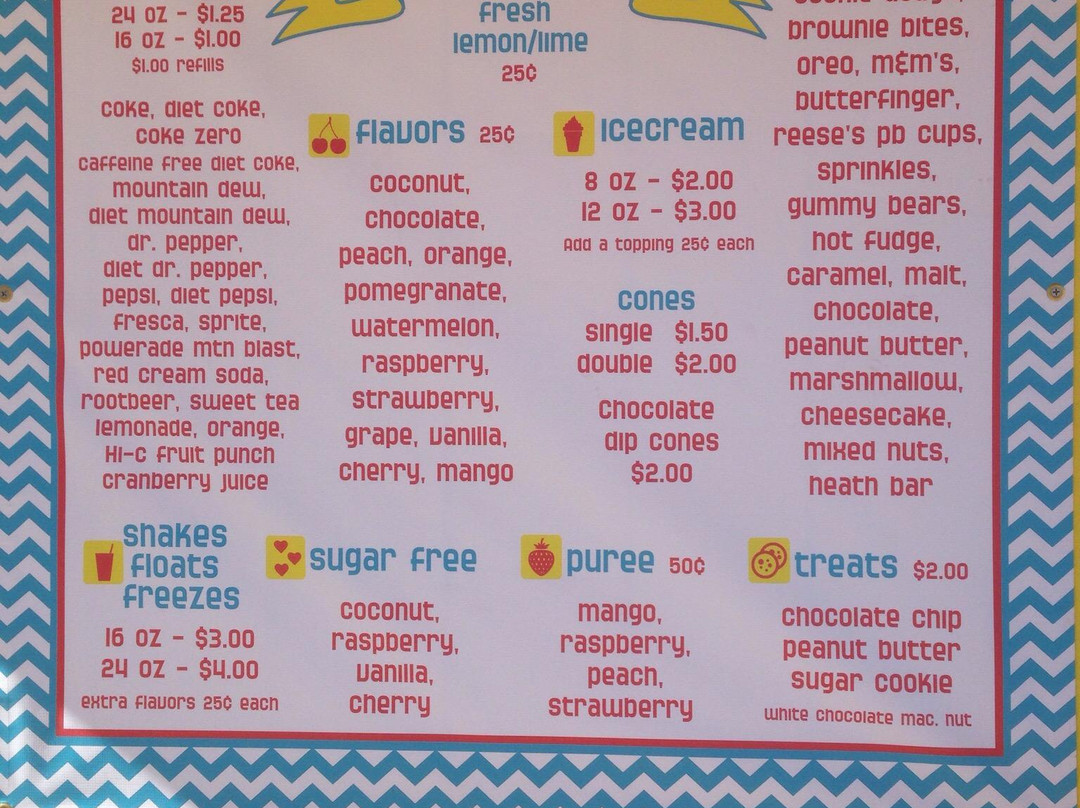 24 oz - $1.25
16 oz - $1.00
$1.00 refills
coke, diet coke,
coke zero
caffeine free diet coke,
mountain dew,
diet mountain dew,
dr. pepper,
diet dr. pepper,
pepsi, diet pepsi,
fresca, sprite,
powerade mtn blast,
red cream soda,
rootbeer, sweet tea
lemonade, orange,
Hi-C fruit punch
cranberry juice
fresh
lemon/lime
25¢
flavors 25¢
coconut,
chocolate,
peach, orange,
pomegranate,
watermelon,
raspberry,
strawberry,
grape, vanilla,
cherry, mango
icecream
8 oz - $2.00
12 oz - $3.00
Add a topping 25¢ each
cones
single $1.50
double $2.00
Chocolate
dip cones
$2.00
brownie bites,
oreo, m&m's,
butterfinger,
reese's pb cups,
sprinkles,
gummy bears,
hot fudge,
caramel, malt,
chocolate,
peanut butter,
marshmallow,
cheesecake,
mixed nuts,
heath bar
shakes
floats
freezes
16 oz - $3.00
24 oz - $4.00
extra flavors 25¢ each
sugar free
coconut,
raspberry,
vanilla,
cherry
puree 50¢
mango,
raspberry,
peach,
strawberry
treats $2.00
chocolate chip
peanut butter
sugar cookie
white chocolate mac. nut